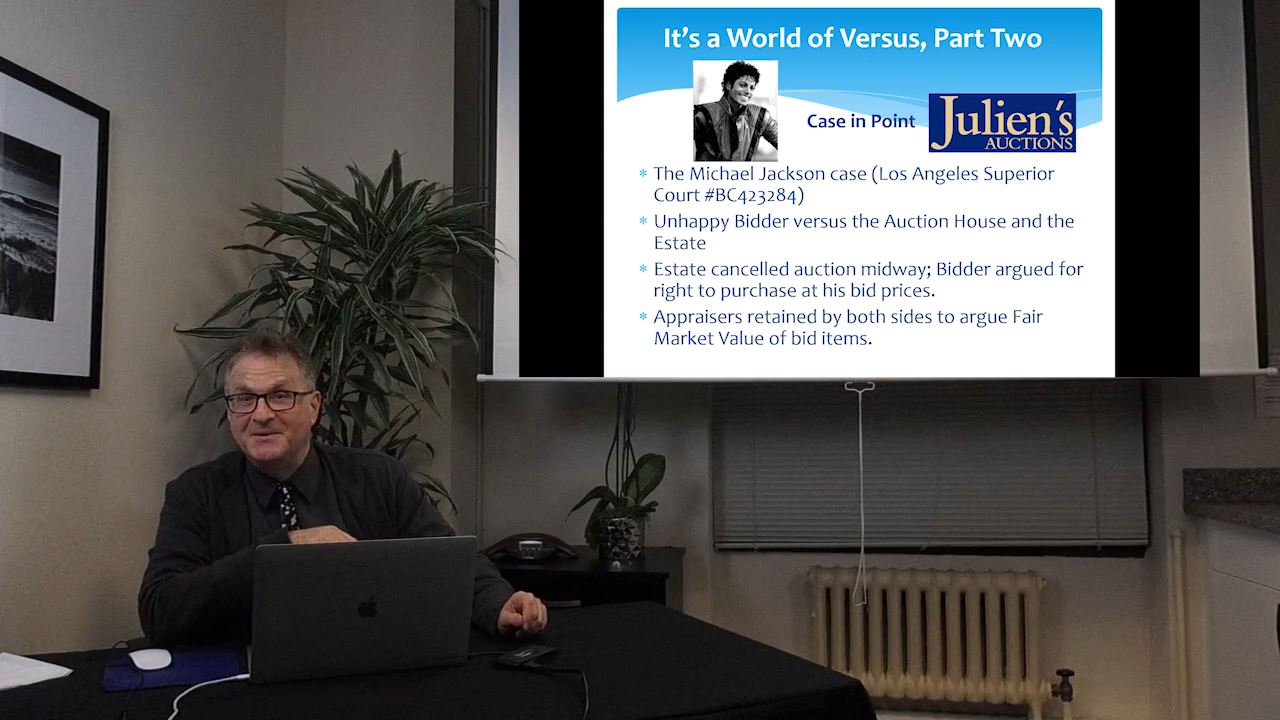 It's a World of Versus, Part Two
Case in Point
Julien's
AUCTIONS
* The Michael Jackson case (Los Angeles Superior
Court #BC423284)
* Unhappy Bidder versus the Auction House and the
Estate
* Estate cancelled auction midway; Bidder argued for
right to purchase at his bid prices.
* Appraisers retained by both sides to argue Fair
Market Value of bid items.